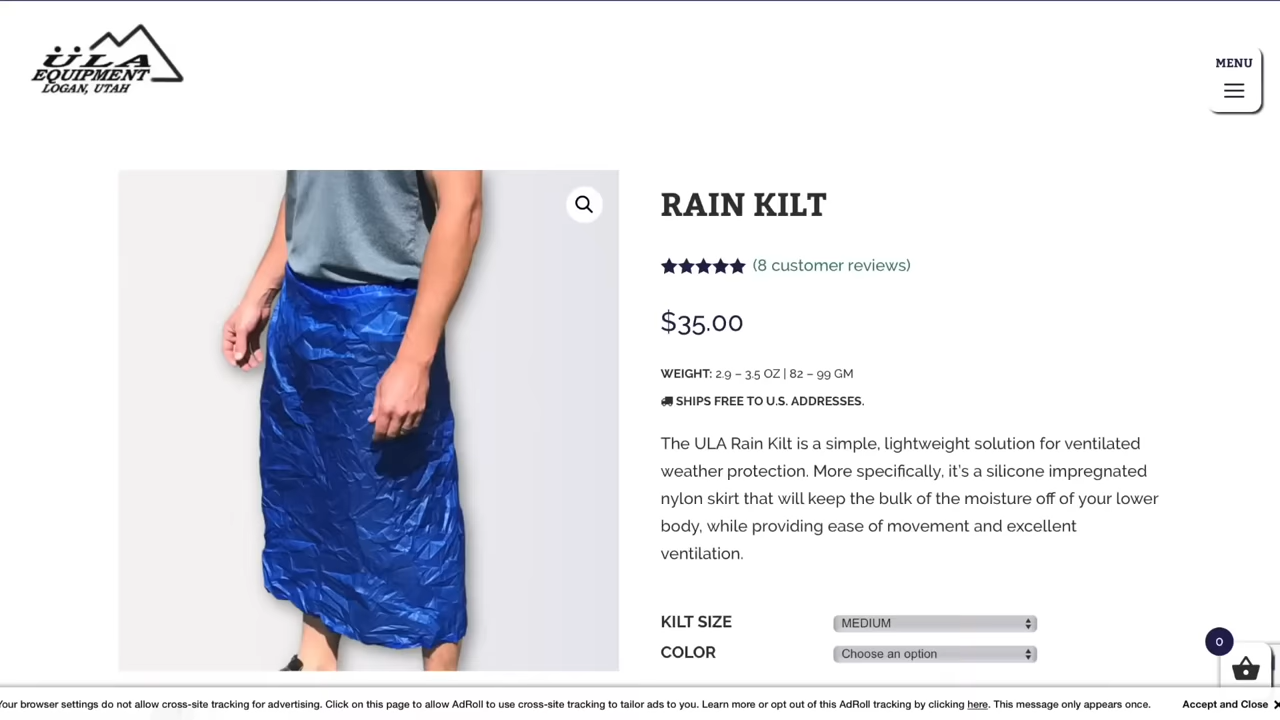 ÜLA
EQUIPMENT
LOGAN, UTAH
MENU
RAIN KILT
(8 customer reviews)
$35.00
WEIGHT: 2.9 – 3.5 OZ | 82 – 99 GM
SHIPS FREE TO U.S. ADDRESSES.
The ULA Rain Kilt is a simple, lightweight solution for ventilated
weather protection. More specifically, it's a silicone impregnated
nylon skirt that will keep the bulk of the moisture off of your lower
body, while providing ease of movement and excellent
ventilation.
KILT SIZE MEDIUM
COLOR Choose an option
0
Your browser settings do not allow cross-site tracking for advertising. Click on this page to allow AdRoll to use cross-site tracking to tailor ads to you. Learn more or opt out of this AdRoll tracking by clicking here. This message only appears once. Accept and Close ✕